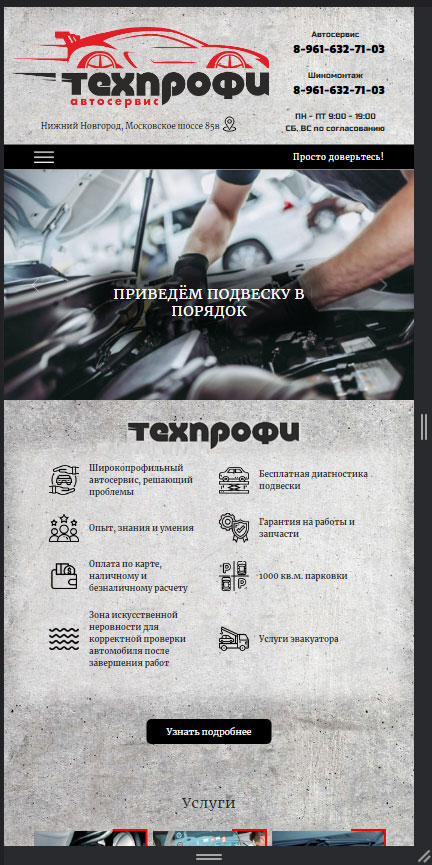 Автосервис
8-961-632-71-03
Шиномонтаж
8-961-632-71-03
ПН - ПТ 9:00 - 19:00
СБ, ВС по согласованию
техпрофи
автосервис
Нижний Новгород, Московское шоссе 85в
Просто доверьтесь!
ПРИВЕДЁМ ПОДВЕСКУ В
ПОРЯДОК
техпрофи
Широкопрофильный
автосервис, решающий
проблемы
Бесплатная диагностика
подвески
Опыт, знания и умения
Гарантия на работы и
запчасти
Оплата по карте,
наличному и
безналичному расчету
1000 кв.м. парковки
Зона искусственной
неровности для
корректной проверки
автомобиля после
завершения работ
Услуги эвакуатора
Узнать подробнее
Услуги